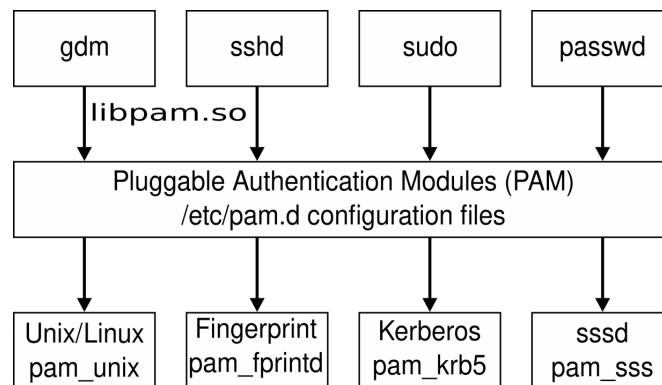 gdm
sshd
sudo
passwd
libpam.so
Pluggable Authentication Modules (PAM)
/etc/pam.d configuration files
Unix/Linux
pam_unix
Fingerprint
pam_fprintd
Kerberos
pam_krb5
sssd
pam_sss